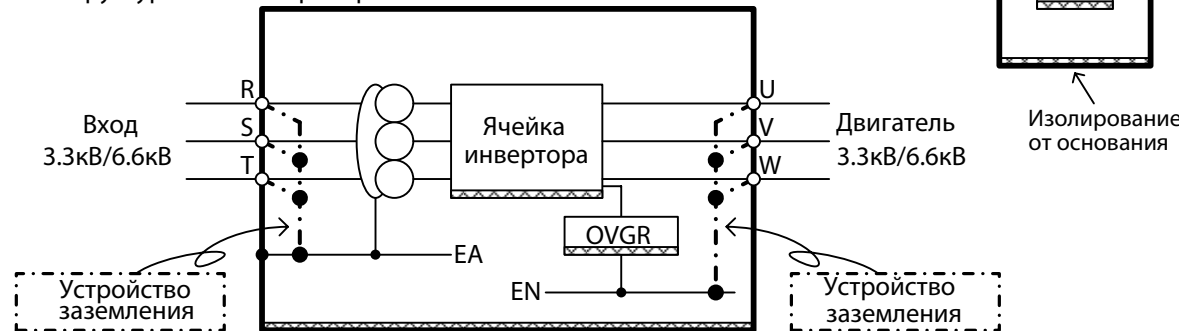 R
S
T
Вход
3.3кВ/6.6кВ
Ячейка
инвертора
U
V
W
Двигатель
3.3кВ/6.6кВ
Изолирование
от основания
OVGR
EA
EN
Устройство
заземления
Устройство
заземления